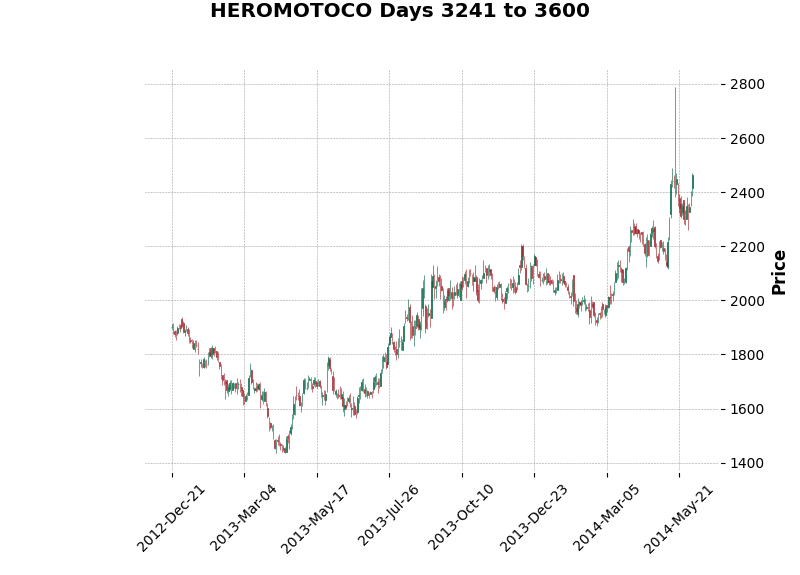 HEROMOTOCO Days 3241 to 3600
2800
2600
2400
2200
2000
1800
1600
1400
Price
2012-Dec-21
2013-Mar-04
2013-May-17
2013-Jul-26
2013-Oct-10
2013-Dec-23
2014-Mar-05
2014-May-21